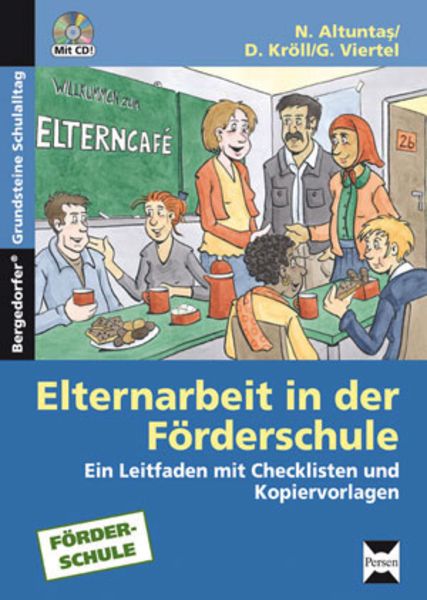 Mit CD!
N. Altuntaş/
D. Kröll/G. Viertel
Bergedorfer® Grundsteine Schulalltag
WILLKOMMEN ZUM
ELTERNCAFÉ
2b
Elternarbeit in der
Förderschule
Ein Leitfaden mit Checklisten und
Kopiervorlagen
FÖRDER-
SCHULE
Persen